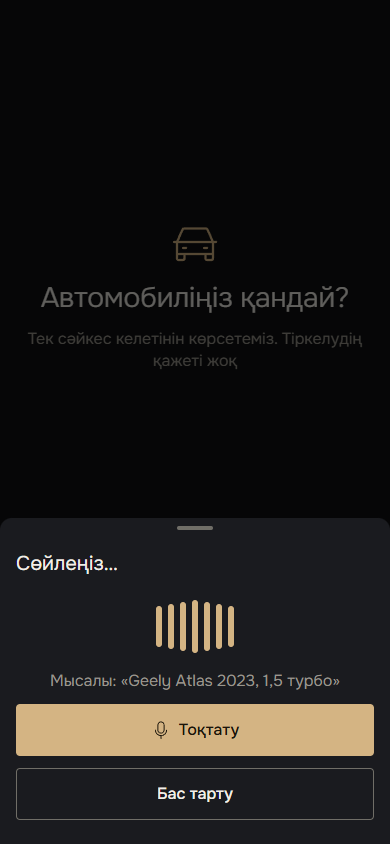 Автомобиліңіз қандай?
Тек сәйкес келетінін көрсетеміз. Тіркелудің
қажеті жоқ
Сөйлеңіз...
Мысалы: «Geely Atlas 2023, 1,5 турбо»
Тоқтату
Бас тарту